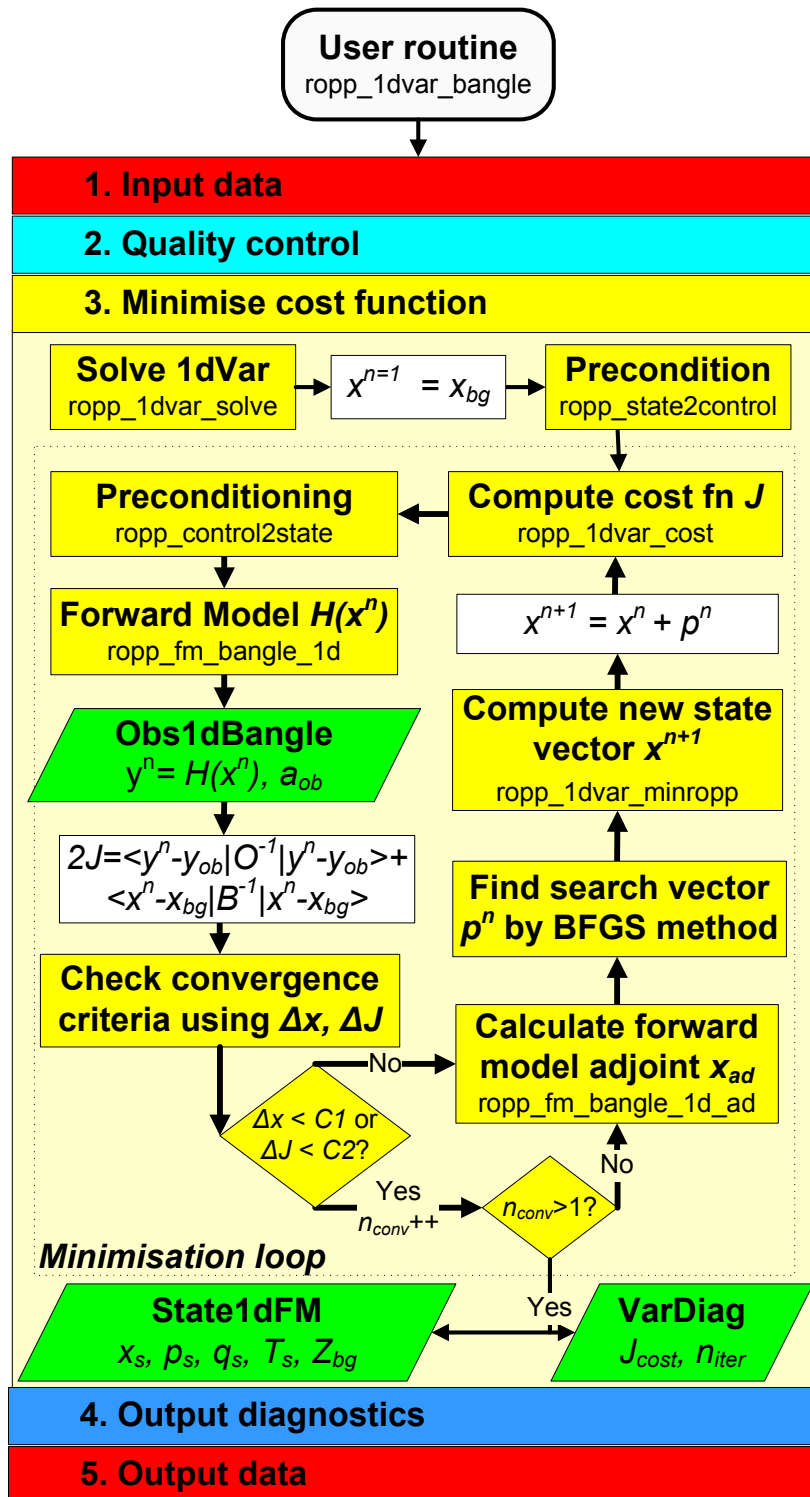 User routine
ropp_1dvar_bangle
1. Input data
2. Quality control
3. Minimise cost function
Solve 1dVar
ropp_1dvar_solve
x^{n=1} = x_{bg}
Precondition
ropp_state2control
Preconditioning
ropp_control2state
Compute cost fn J
ropp_1dvar_cost
Forward Model H(x^n)
ropp_fm_bangle_1d
x^{n+1} = x^n + p^n
Obs1dBangle
y^n= H(x^n), a_{ob}
Compute new state
vector x^{n+1}
ropp_1dvar_minropp
2J=<y^n-y_{ob}|O^{-1}|y^n-y_{ob}>+
<x^n-x_{bg}|B^{-1}|x^n-x_{bg}>
Find search vector
p^n by BFGS method
Check convergence
criteria using Δx, ΔJ
Calculate forward
model adjoint x_{ad}
ropp_fm_bangle_1d_ad
No
Δx < C1 or
ΔJ < C2?
No
Yes
n_{conv}++
n_{conv}>1?
Minimisation loop
Yes
State1dFM
x_s, p_s, q_s, T_s, Z_{bg}
VarDiag
J_{cost}, n_{iter}
4. Output diagnostics
5. Output data